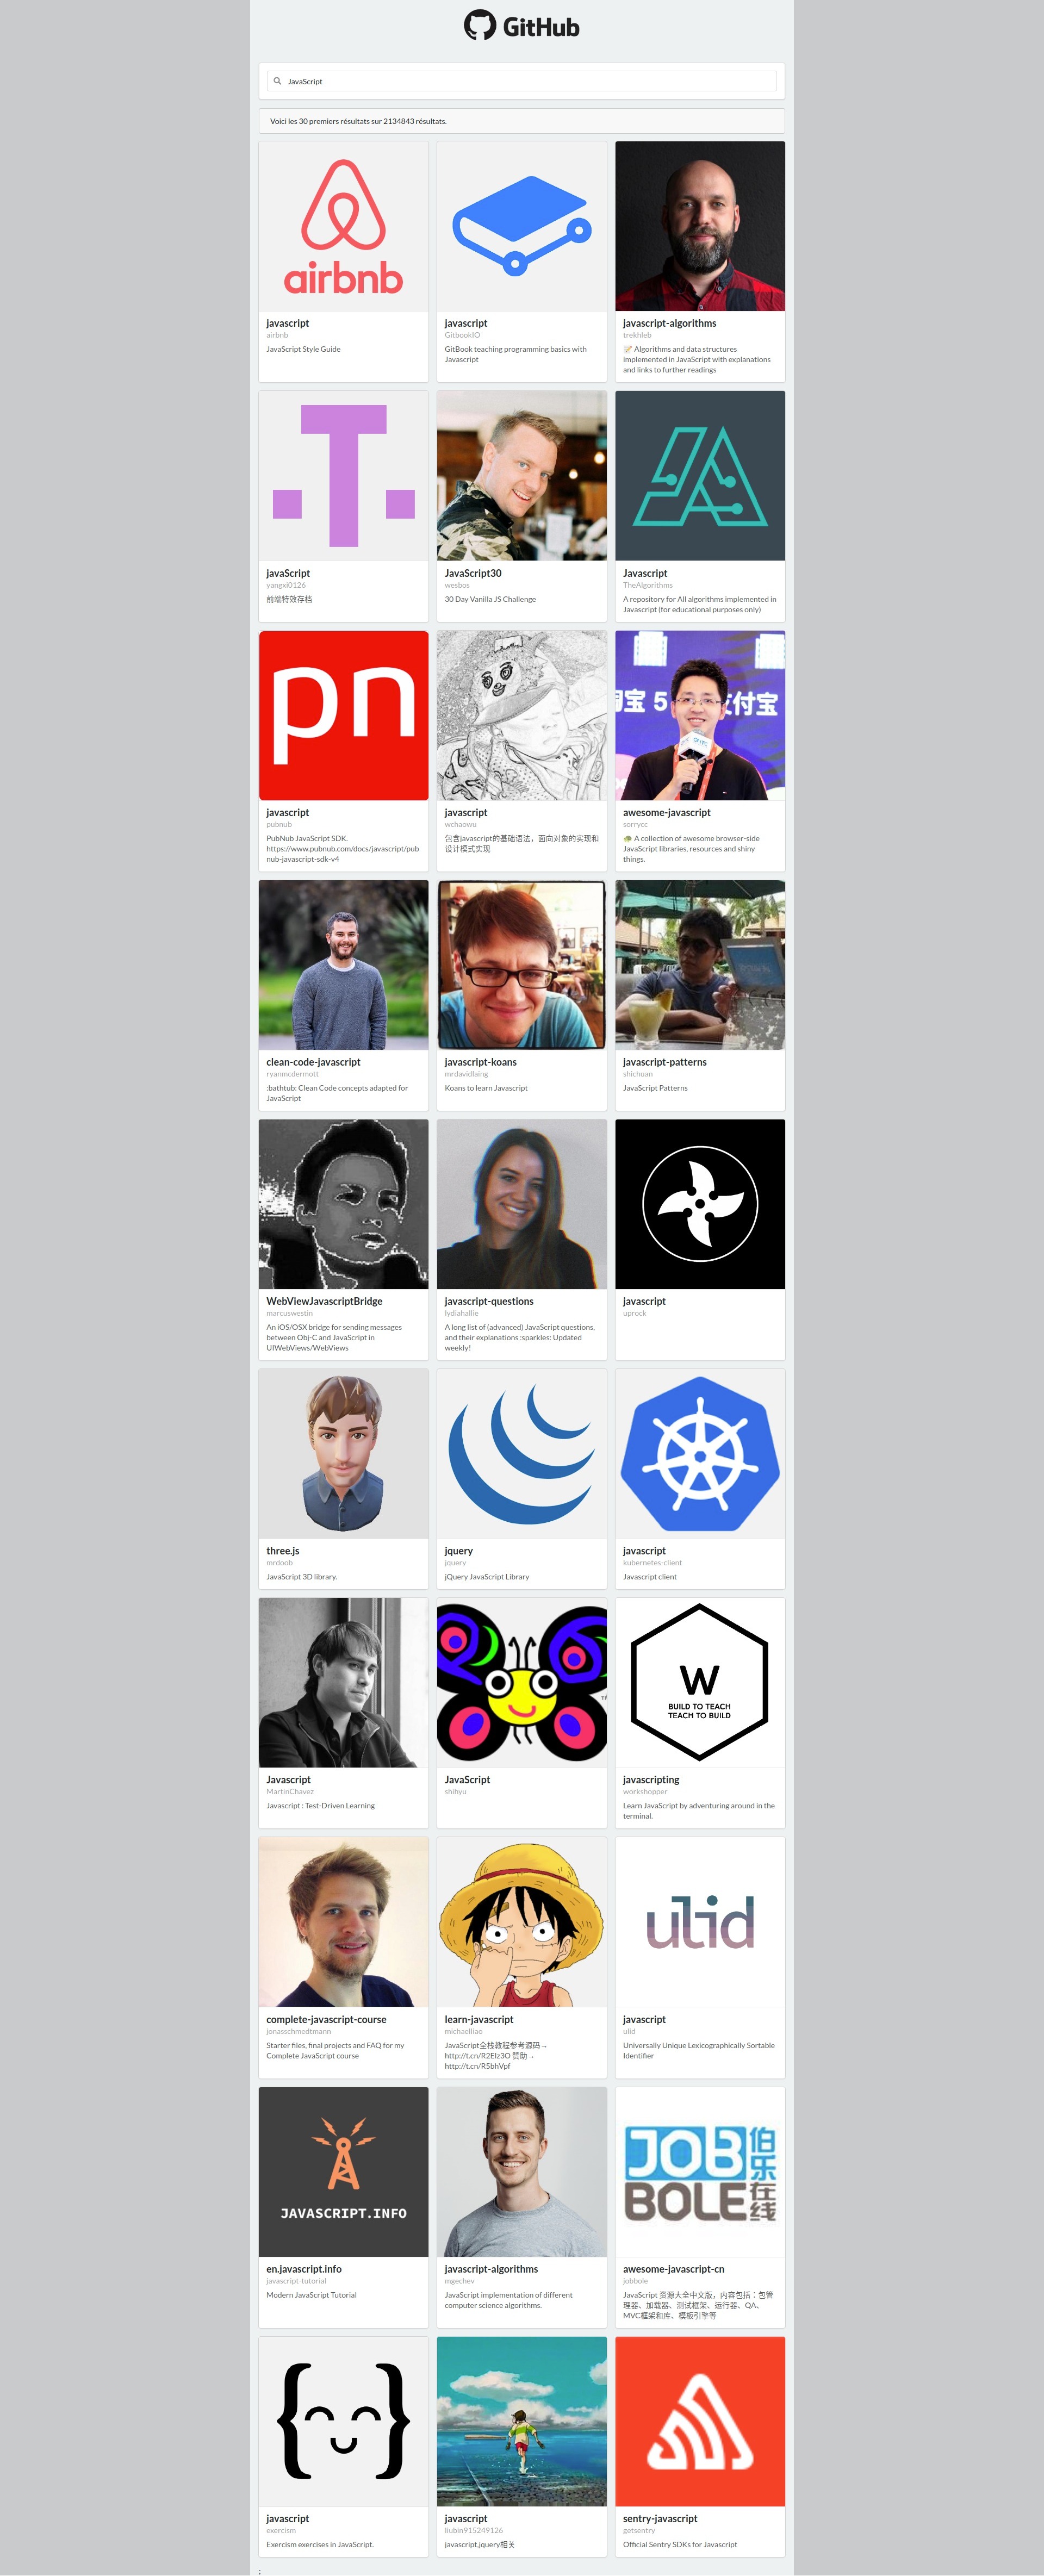 GitHub
JavaScript
Voici les 30 premiers résultats sur 2134843 résultats.
airbnb
javascript
airbnb
JavaScript Style Guide
javascript
GitbookIO
GitBook teaching programming basics with
Javascript
javascript-algorithms
trekhleb
📝 Algorithms and data structures
implemented in JavaScript with explanations
and links to further readings
javaScript
yangxi0126
前端特效存档
JavaScript30
wesbos
30 Day Vanilla JS Challenge
Javascript
TheAlgorithms
A repository for All algorithms implemented in
Javascript (for educational purposes only)
pn
javascript
pubnub
PubNub JavaScript SDK.
https://www.pubnub.com/docs/javascript/pub
nub-javascript-sdk-v4
javascript
wchaowu
包含javascript的基础语法，面向对象的实现和
设计模式实现
宝 5 支付宝
awesome-javascript
sorrycc
🐢 A collection of awesome browser-side
JavaScript libraries, resources and shiny
things.
clean-code-javascript
ryanmcdermott
:bathtub: Clean Code concepts adapted for
JavaScript
javascript-koans
mrdavidlaing
Koans to learn Javascript
javascript-patterns
shichuan
JavaScript Patterns
WebViewJavascriptBridge
marcuswestin
An iOS/OSX bridge for sending messages
between Obj-C and JavaScript in
UIWebViews/WebViews
javascript-questions
lydiahallie
A long list of (advanced) JavaScript questions,
and their explanations :sparkles: Updated
weekly!
javascript
uprock
three.js
mrdoob
JavaScript 3D library.
jquery
jquery
jQuery JavaScript Library
javascript
kubernetes-client
Javascript client
Javascript
MartinChavez
Javascript : Test-Driven Learning
JavaScript
shihyu
W
BUILD TO TEACH
TEACH TO BUILD
javascripting
workshopper
Learn JavaScript by adventuring around in the
terminal.
complete-javascript-course
jonasschmedtmann
Starter files, final projects and FAQ for my
Complete JavaScript course
learn-javascript
michaelliao
JavaScript全栈教程参考源码→
http://t.cn/R2EIz3O 赞助→
http://t.cn/R5bhVpf
ulid
javascript
ulid
Universally Unique Lexicographically Sortable
Identifier
JAVASCRIPT.INFO
en.javascript.info
javascript-tutorial
Modern JavaScript Tutorial
javascript-algorithms
mgechev
JavaScript implementation of different
computer science algorithms.
JOB 伯乐
BOLE 在线
awesome-javascript-cn
jobbole
JavaScript 资源大全中文版，内容包括：包管
理器、加载器、测试框架、运行器、QA、
MVC框架和库、模板引擎等
javascript
exercism
Exercism exercises in JavaScript.
javascript
liubin915249126
javascript,jquery相关
sentry-javascript
getsentry
Official Sentry SDKs for Javascript
;